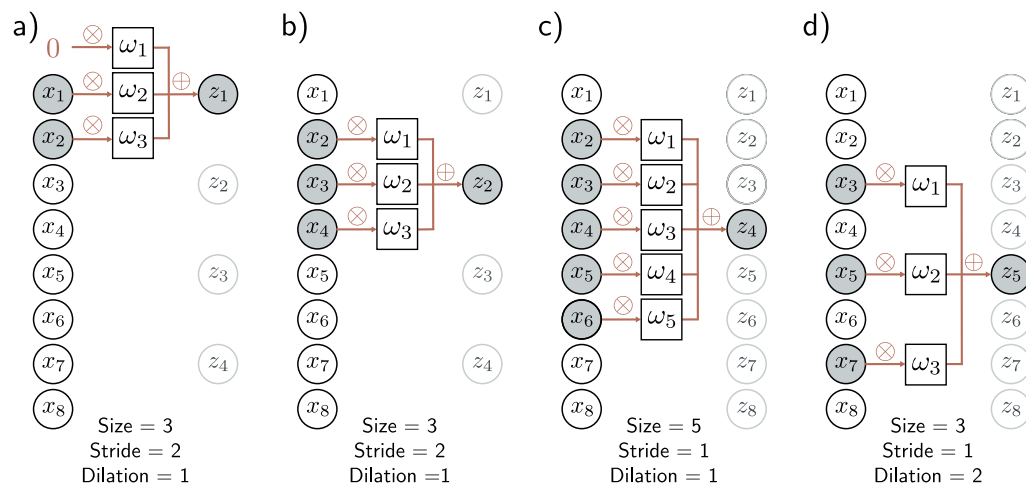 a)
0 ⊗ ω₁
x₁ ⊗ ω₂ ⊕ z₁
x₂ ⊗ ω₃
x₃ z₂
x₄
x₅ z₃
x₆
x₇ z₄
x₈
Size = 3
Stride = 2
Dilation = 1
b)
x₁ z₁
x₂ ⊗ ω₁
x₃ ⊗ ω₂ ⊕ z₂
x₄ ⊗ ω₃
x₅ z₃
x₆
x₇ z₄
x₈
Size = 3
Stride = 2
Dilation =1
c)
x₁ z₁
x₂ ⊗ ω₁ z₂
x₃ ⊗ ω₂ z₃
x₄ ⊗ ω₃ ⊕ z₄
x₅ ⊗ ω₄ z₅
x₆ ⊗ ω₅ z₆
x₇ z₇
x₈ z₈
Size = 5
Stride = 1
Dilation = 1
d)
x₁ z₁
x₂ z₂
x₃ ⊗ ω₁ z₃
x₄ z₄
x₅ ⊗ ω₂ ⊕ z₅
x₆ z₆
x₇ ⊗ ω₃ z₇
x₈ z₈
Size = 3
Stride = 1
Dilation = 2